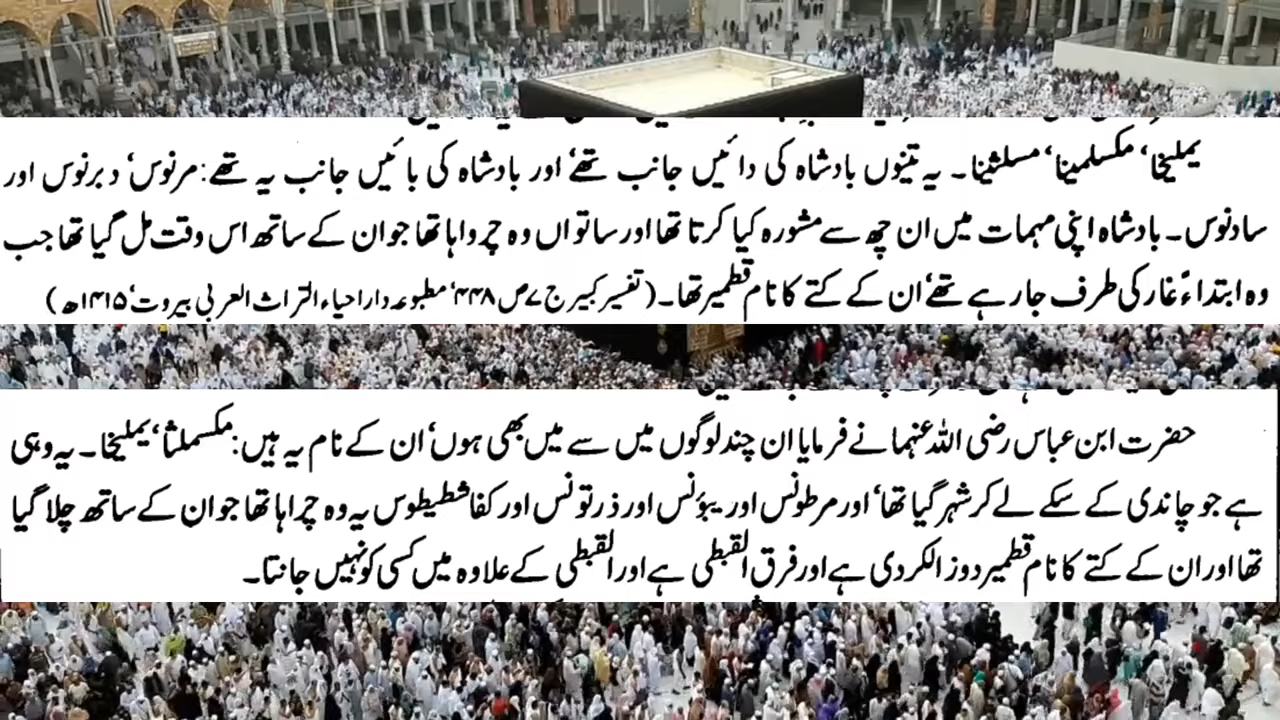 یملیخا، مکسلمینا، مسلثینا۔ یہ تینوں بادشاہ کی دائیں جانب تھے، اور بادشاہ کی بائیں جانب یہ تھے: مرنوس، دبرنوس اور
سادنوس۔ بادشاہ اپنی مہمات میں ان چھ سے مشورہ کیا کرتا تھا اور ساتواں وہ چرواہا تھا جو ان کے ساتھ اس وقت مل گیا تھا جب
وہ ابتداءً غار کی طرف جا رہے تھے، ان کے کتے کا نام قطمیر تھا۔ (تفسیر کبیر ج ۷ ص ۴۴۸، مطبوعہ دار احیاء التراث العربی بیروت، ۱۴۱۵ھ)
حضرت ابن عباس رضی اللہ عنہما نے فرمایا ان چند لوگوں میں سے میں بھی ہوں، ان کے نام یہ ہیں: مکسملثا، یملیخا۔ یہ وہی
ہے جو چاندی کے سکے لے کر شہر گیا تھا، اور مرطونس اور یبؤنس اور ذرتونس اور کفاشطیطوس یہ وہ چراہا تھا جو ان کے ساتھ چلا گیا
تھا اور ان کے کتے کا نام قطمیر دوز الکردی ہے اور فرق القبطی ہے اور القبطی کے علاوہ میں کسی کو نہیں جانتا۔